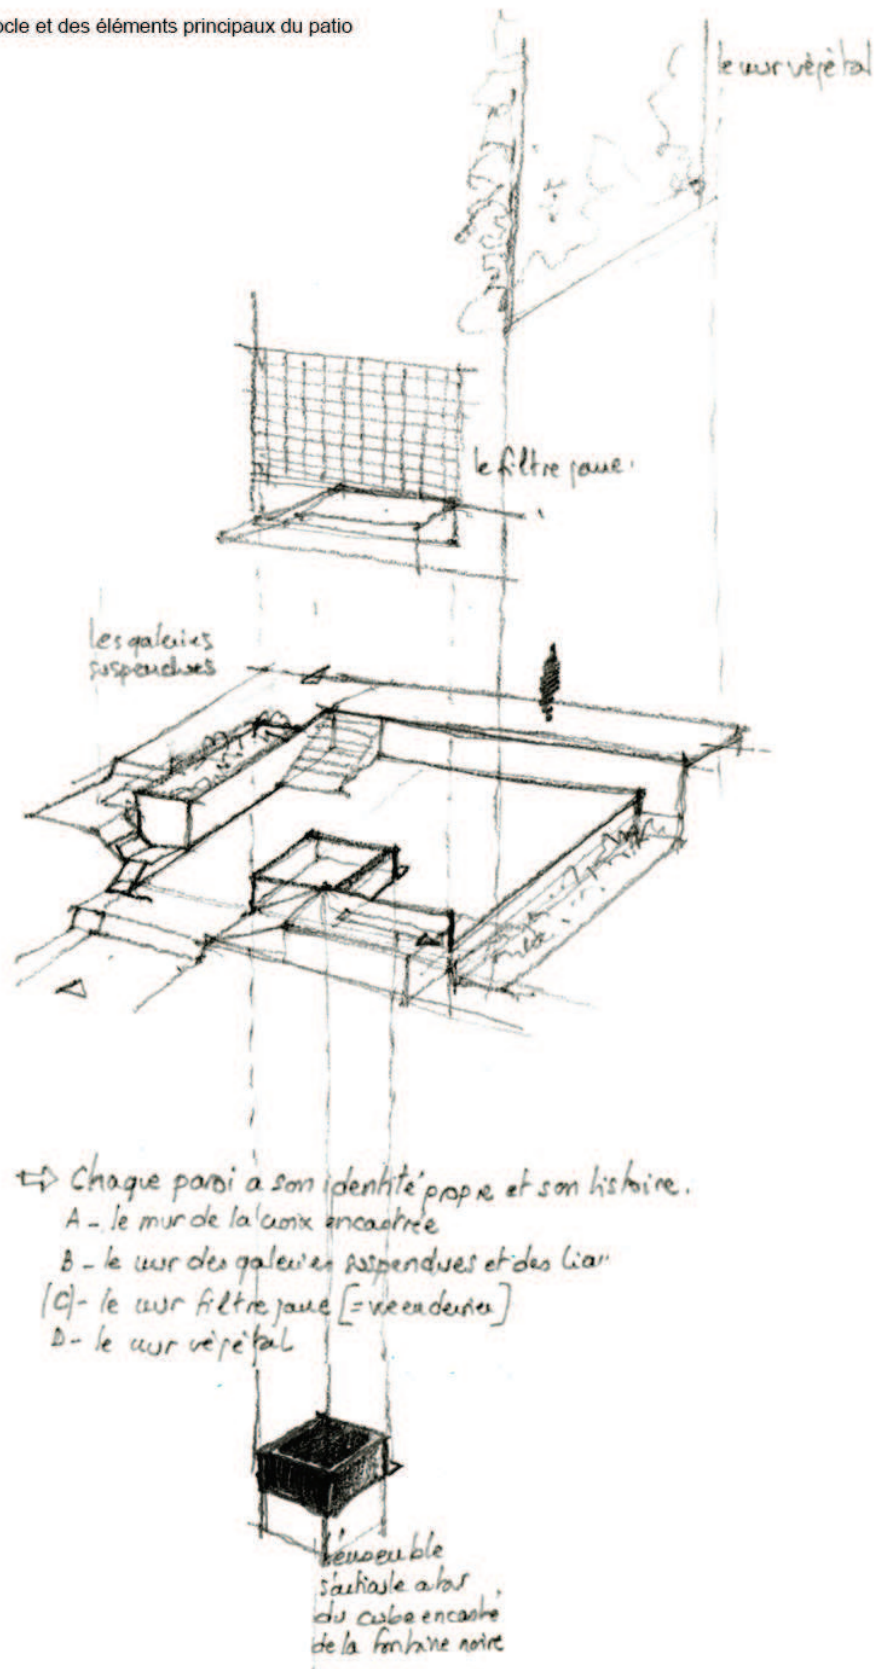 ocle et des éléments principaux du patio
le mur végétal
le filtre jaune.
les galeries
suspendues
⇨ Chaque paroi a son identité propre et son histoire.
A - le mur de la croix encastrée
B - le mur des galeries suspendues et des
(C) - le mur filtre jaune [=
D - le mur végétal
L'ensemble
s'articule autour
du cube encastré
de la fontaine noire